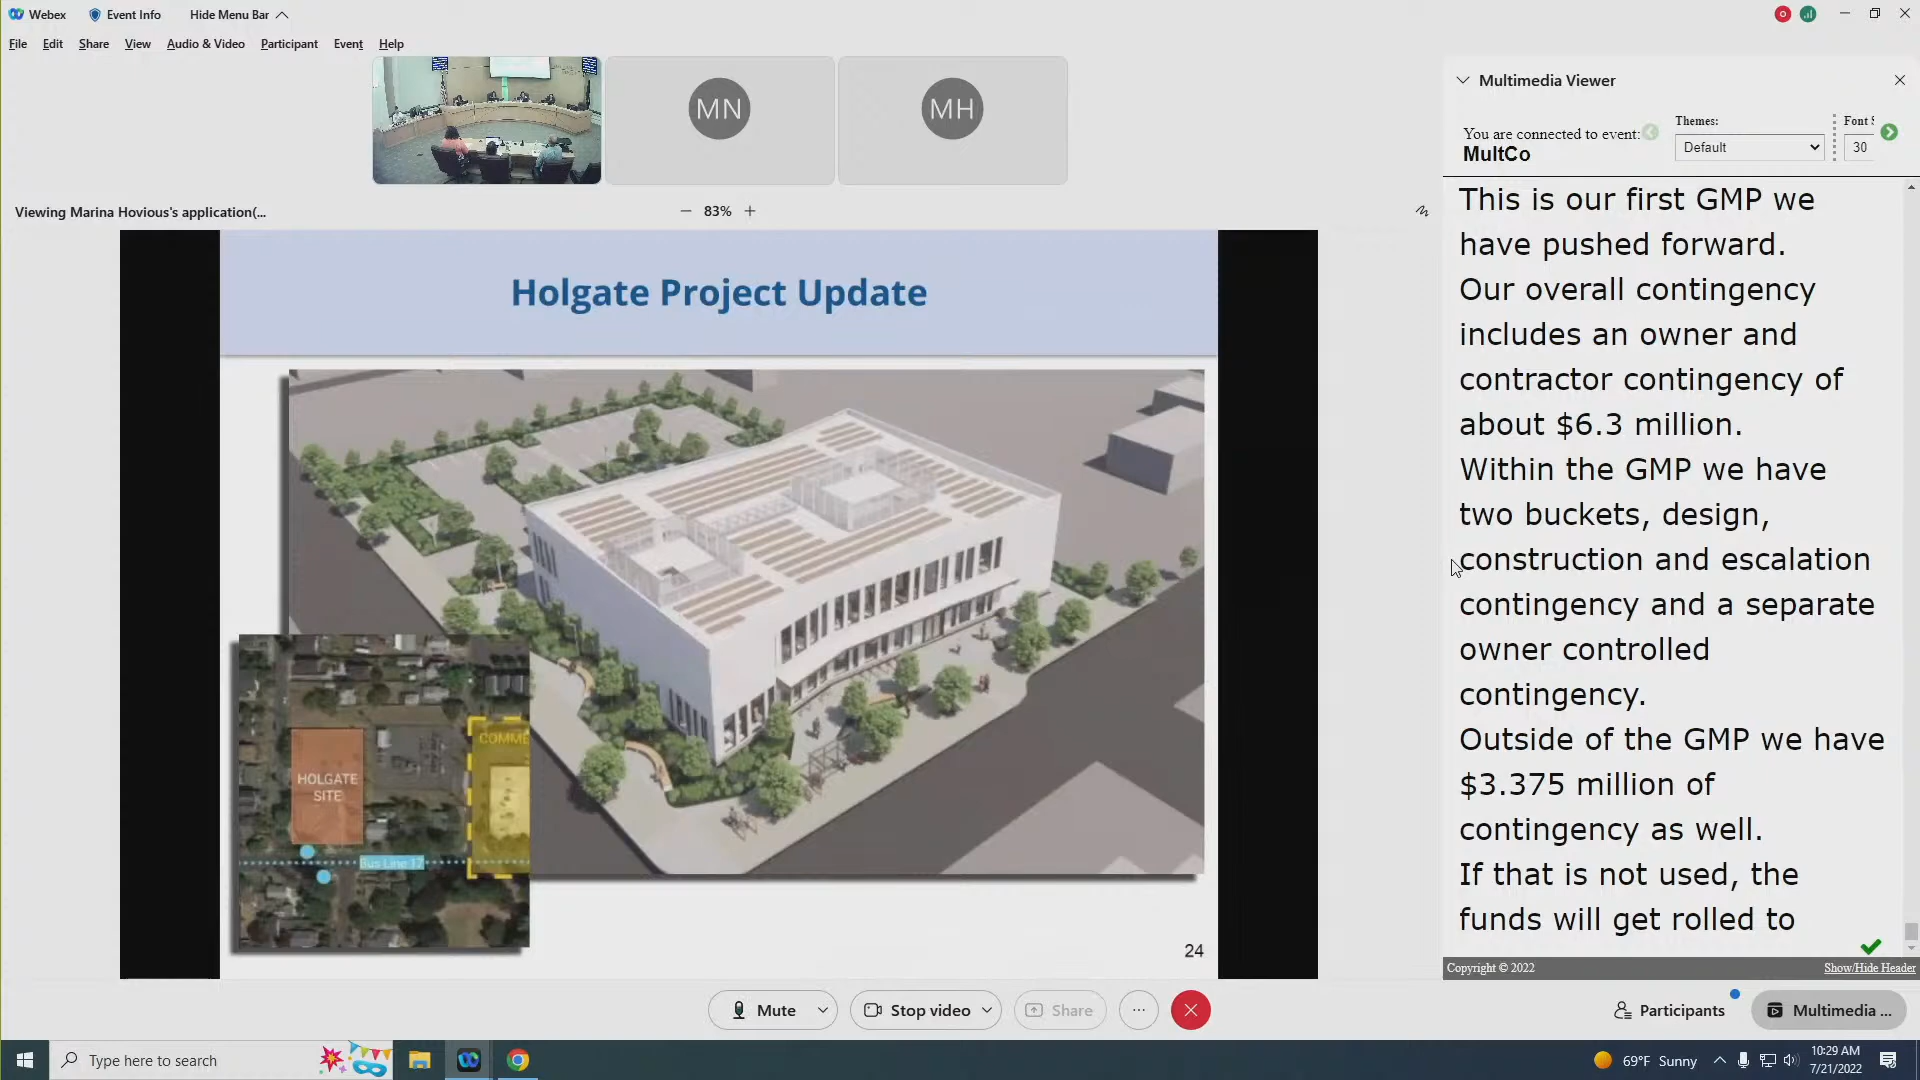 Webex
Event Info
Hide Menu Bar
File
Edit
Share
View
Audio & Video
Participant
Event
Help
MN
MH
Viewing Marina Hovious's application(...
83%
Holgate Project Update
HOLGATE
SITE
COMME
Bus Line 17
24
Multimedia Viewer
You are connected to event:
MultCo
Themes:
Default
Font S
30
This is our first GMP we
have pushed forward.
Our overall contingency
includes an owner and
contractor contingency of
about $6.3 million.
Within the GMP we have
two buckets, design,
construction and escalation
contingency and a separate
owner controlled
contingency.
Outside of the GMP we have
$3.375 million of
contingency as well.
If that is not used, the
funds will get rolled to
Copyright © 2022
Show/Hide Header
Mute
Stop video
Share
Participants
Multimedia ...
Type here to search
69°F Sunny
10:29 AM
7/21/2022